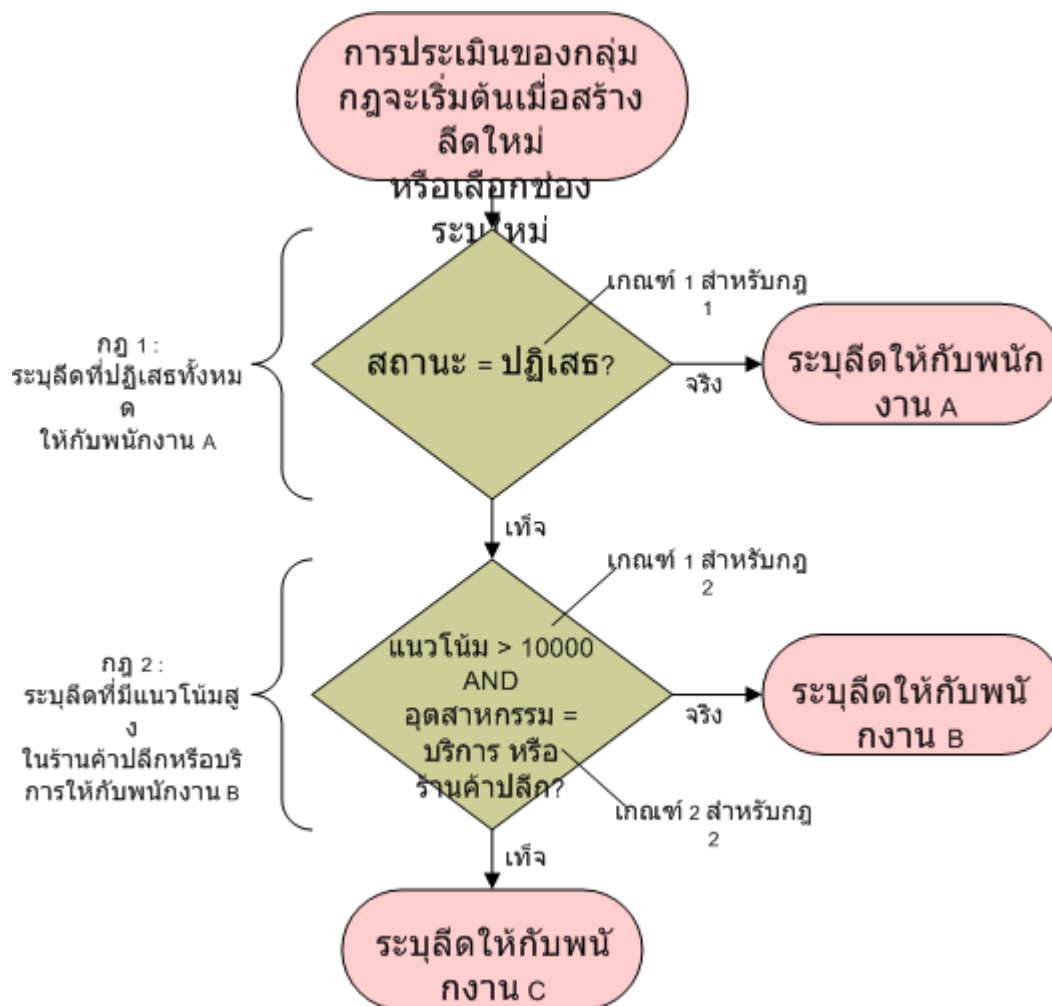 การประเมินของกลุ่ม
กฎจะเริ่มต้นเมื่อสร้าง
ลีดใหม่
หรือเลือกช่อง
ระบุใหม่
เกณฑ์ 1 สำหรับกฎ
1
กฎ 1 :
ระบุลีดที่ปฏิเสธทั้งหม
ด
ให้กับพนักงาน A
สถานะ = ปฏิเสธ?
จริง
ระบุลีดให้กับพนัก
งาน A
เท็จ
เกณฑ์ 1 สำหรับกฎ
2
กฎ 2 :
ระบุลีดที่มีแนวโน้มสู
ง
ในร้านค้าปลีกหรือบริ
การให้กับพนักงาน B
แนวโน้ม > 10000
AND
อุตสาหกรรม =
บริการ หรือ
ร้านค้าปลีก?
จริง
ระบุลีดให้กับพนั
กงาน B
เกณฑ์ 2 สำหรับกฎ
2
เท็จ
ระบุลีดให้กับพนั
กงาน C